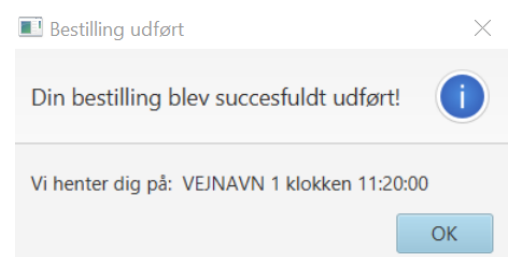 Bestilling udført
Din bestilling blev succesfuldt udført!
i
Vi henter dig på: VEJNAVN 1 klokken 11:20:00
OK